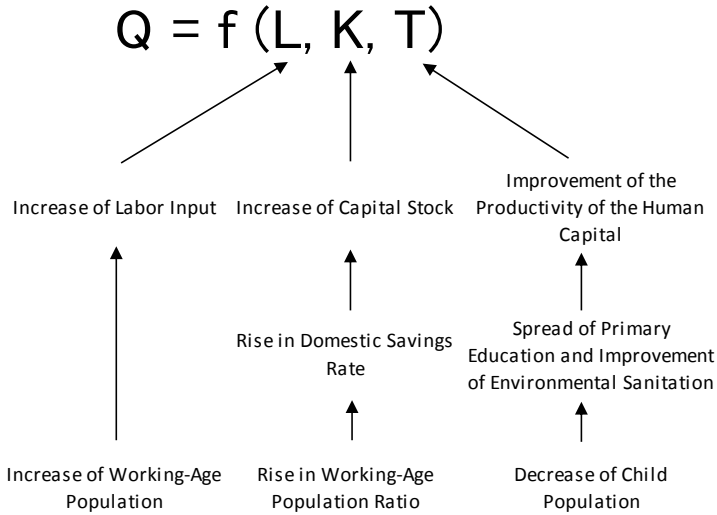 Q = f (L, K, T)
Increase of Labor Input
Increase of Capital Stock
Improvement of the
Productivity of the Human
Capital
Rise in Domestic Savings
Rate
Spread of Primary
Education and Improvement
of Environmental Sanitation
Increase of Working-Age
Population
Rise in Working-Age
Population Ratio
Decrease of Child
Population